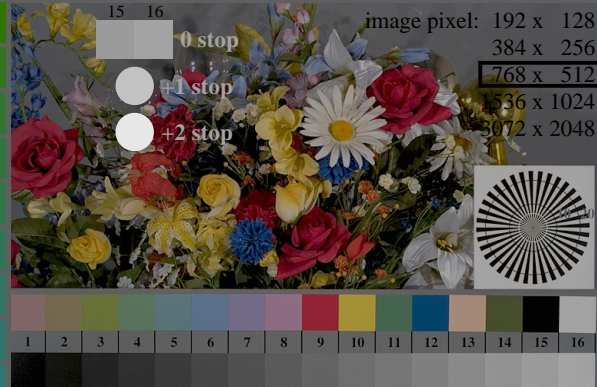 15 16
0 stop
+1 stop
+2 stop
image pixel: 192 x 128
384 x 256
768 x 512
1536 x 1024
3072 x 2048
1 2 3 4 5 6 7 8 9 10 11 12 13 14 15 16